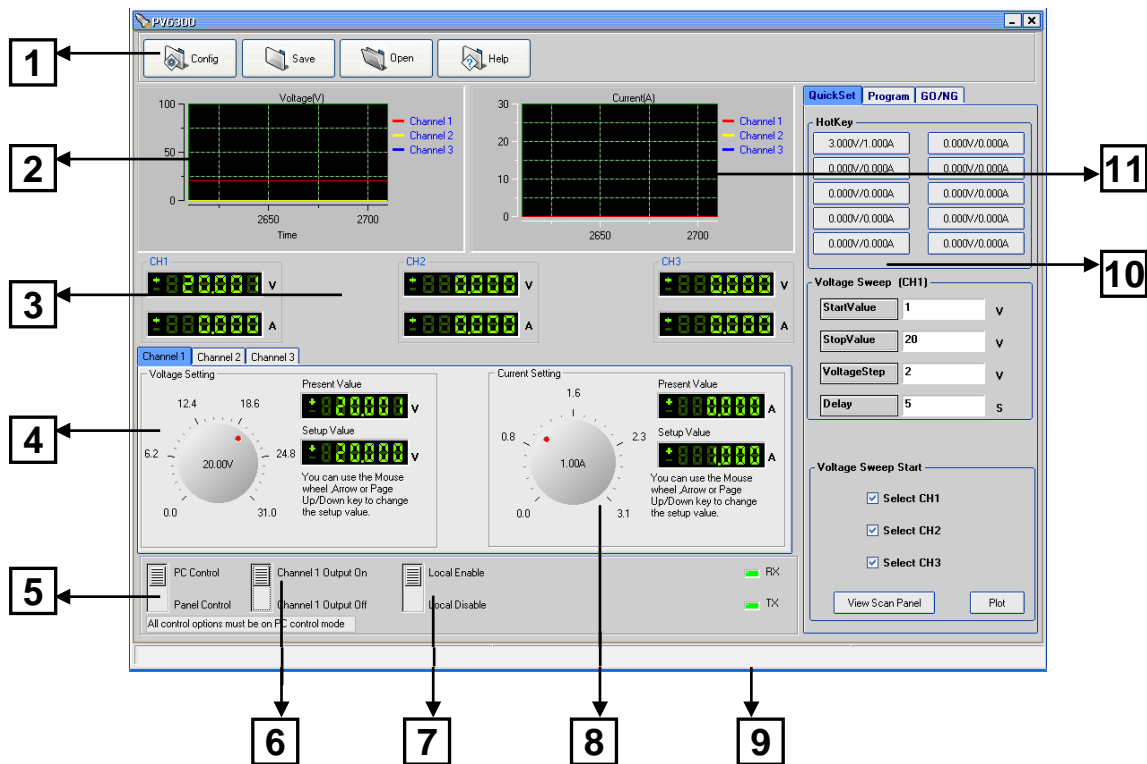 PV6300
Config Save Open Help
1
Voltage(V)
100
50
0
2650 2700
Time
Channel 1
Channel 2
Channel 3
2
Current(A)
30
20
10
0
2650 2700
Channel 1
Channel 2
Channel 3
11
QuickSet Program GO/NG
HotKey
3.000V/1.000A 0.000V/0.000A
0.000V/0.000A 0.000V/0.000A
0.000V/0.000A 0.000V/0.000A
0.000V/0.000A 0.000V/0.000A
0.000V/0.000A 0.000V/0.000A
10
CH1
20.001 V
0.000 A
CH2
0.000 V
0.000 A
CH3
0.000 V
0.000 A
3
Voltage Sweep (CH1)
StartValue 1 V
StopValue 20 V
VoltageStep 2 V
Delay 5 S
Channel 1 Channel 2 Channel 3
Voltage Setting
0.0
6.2
12.4
18.6
24.8
31.0
20.00V
Present Value
20.001 V
Setup Value
20.000 V
You can use the Mouse
wheel ,Arrow or Page
Up/Down key to change
the setup value.
4
Current Setting
0.0
0.8
1.6
2.3
3.1
1.00A
Present Value
0.000 A
Setup Value
1.000 A
You can use the Mouse
wheel ,Arrow or Page
Up/Down key to change
the setup value.
Voltage Sweep Start
Select CH1
Select CH2
Select CH3
View Scan Panel Plot
5
PC Control
Panel Control
Channel 1 Output On
Channel 1 Output Off
Local Enable
Local Disable
RX
TX
All control options must be on PC control mode
6 7 8 9